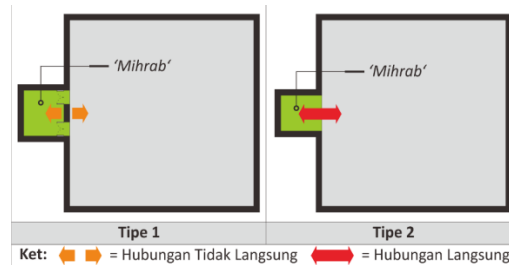 'Mihrab'
'Mihrab'
Tipe 1
Tipe 2
Ket: = Hubungan Tidak Langsung = Hubungan Langsung